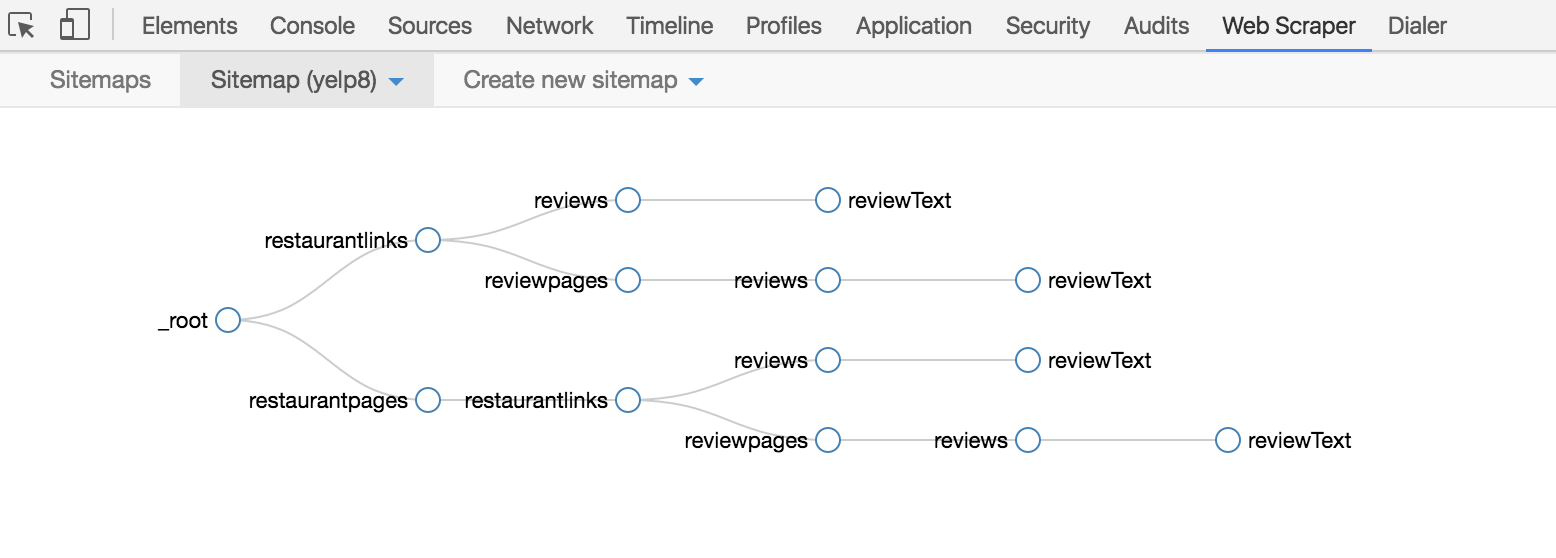 Elements Console Sources Network Timeline Profiles Application Security Audits Web Scraper Dialer
Sitemaps Sitemap (yelp8) Create new sitemap
reviews reviewText
restaurantlinks
reviewpages reviews reviewText
_root
reviews reviewText
restaurantpages restaurantlinks
reviewpages reviews reviewText